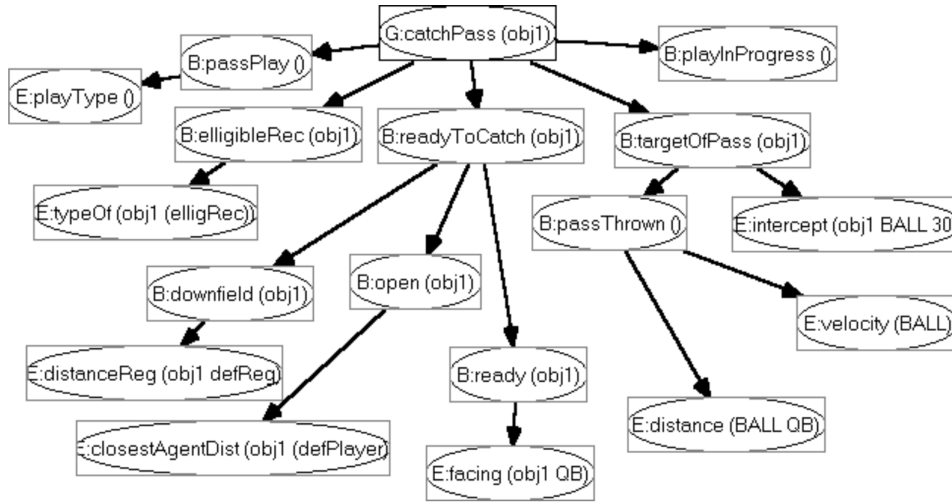 G:catchPass (obj1)
B:passPlay ()
B:playInProgress ()
E:playType ()
B:elligibleRec (obj1)
B:readyToCatch (obj1)
B:targetOfPass (obj1)
E:typeOf (obj1 (elligRec))
B:passThrown ()
E:intercept (obj1 BALL 30
B:downfield (obj1)
B:open (obj1)
E:velocity (BALL)
E:distanceReg (obj1 defReg)
B:ready (obj1)
E:distance (BALL QB)
E:closestAgentDist (obj1 (defPlayer)
E:facing (obj1 QB)